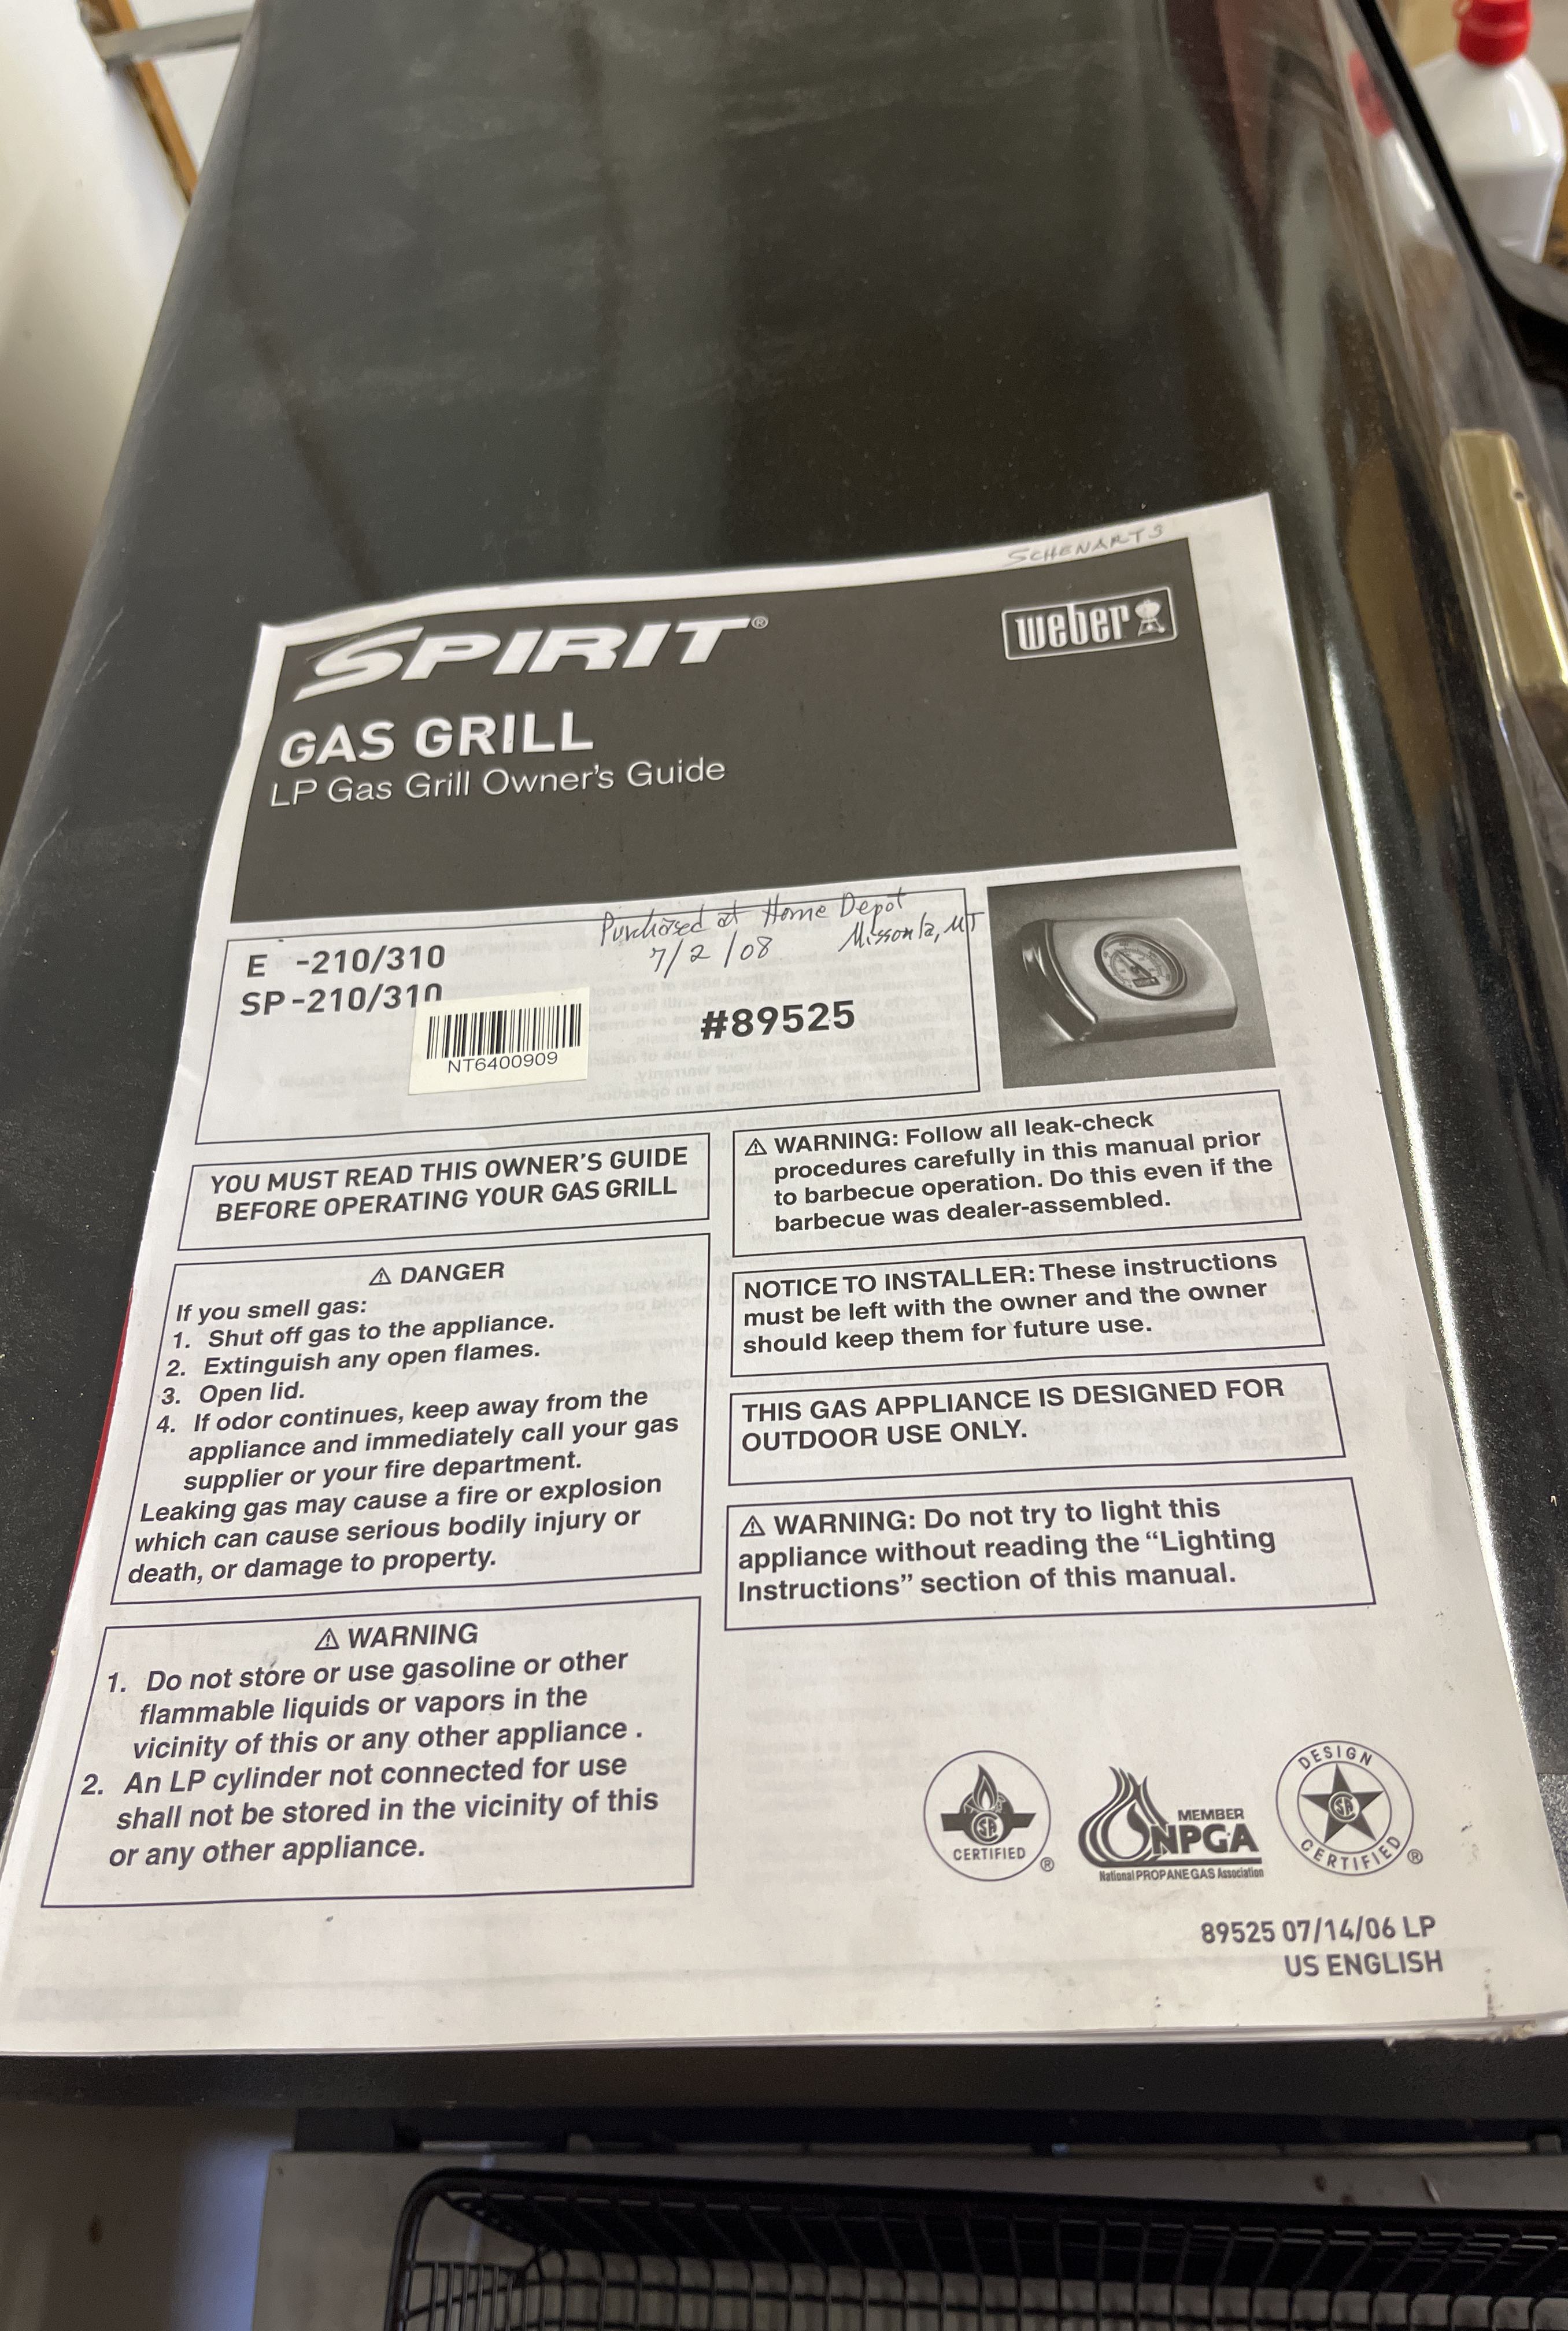 SCHENARTS
SPIRIT®
weber
GAS GRILL
LP Gas Grill Owner's Guide
Purchased at Home Depot
7/2/08 Missoula, MT
E -210/310
SP-210/310
NT6400909
#89525
YOU MUST READ THIS OWNER'S GUIDE
BEFORE OPERATING YOUR GAS GRILL
⚠ DANGER
If you smell gas:
1. Shut off gas to the appliance.
2. Extinguish any open flames.
3. Open lid.
4. If odor continues, keep away from the
appliance and immediately call your gas
supplier or your fire department.
Leaking gas may cause a fire or explosion
which can cause serious bodily injury or
death, or damage to property.
⚠ WARNING
1. Do not store or use gasoline or other
flammable liquids or vapors in the
vicinity of this or any other appliance .
2. An LP cylinder not connected for use
shall not be stored in the vicinity of this
or any other appliance.
⚠ WARNING: Follow all leak-check
procedures carefully in this manual prior
to barbecue operation. Do this even if the
barbecue was dealer-assembled.
NOTICE TO INSTALLER: These instructions
must be left with the owner and the owner
should keep them for future use.
THIS GAS APPLIANCE IS DESIGNED FOR
OUTDOOR USE ONLY.
⚠ WARNING: Do not try to light this
appliance without reading the “Lighting
Instructions” section of this manual.
CERTIFIED ®
MEMBER
NPGA
National PROPANE GAS Association
DESIGN
CERTIFIED ®
89525 07/14/06 LP
US ENGLISH